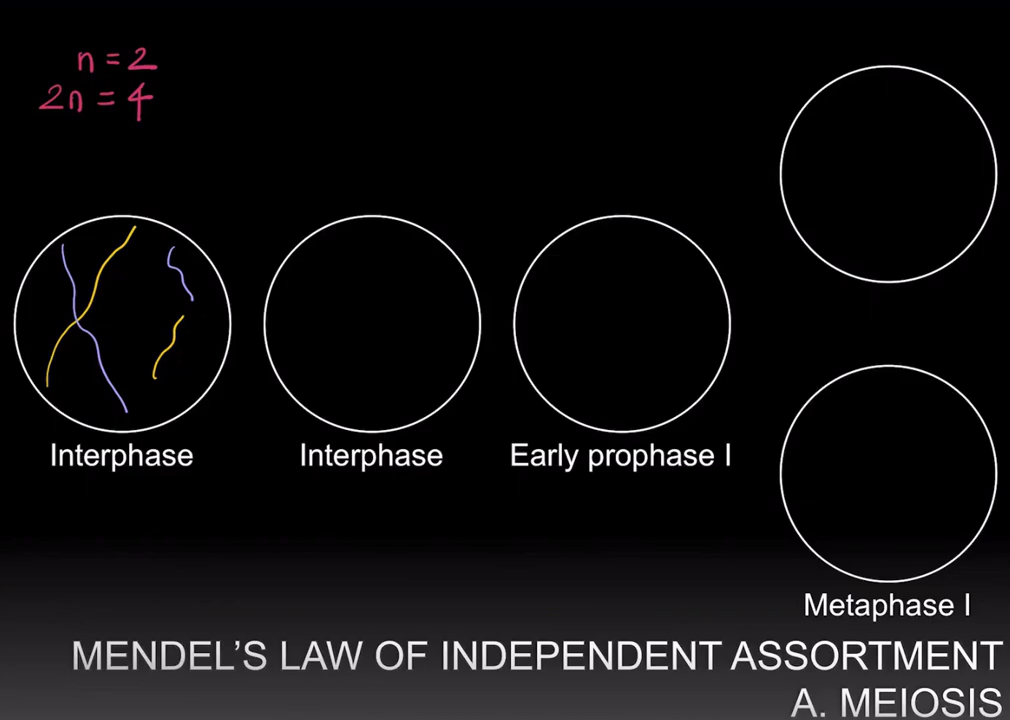 n = 2
2n = 4
Interphase
Interphase
Early prophase I
Metaphase I
MENDEL’S LAW OF INDEPENDENT ASSORTMENT
A. MEIOSIS